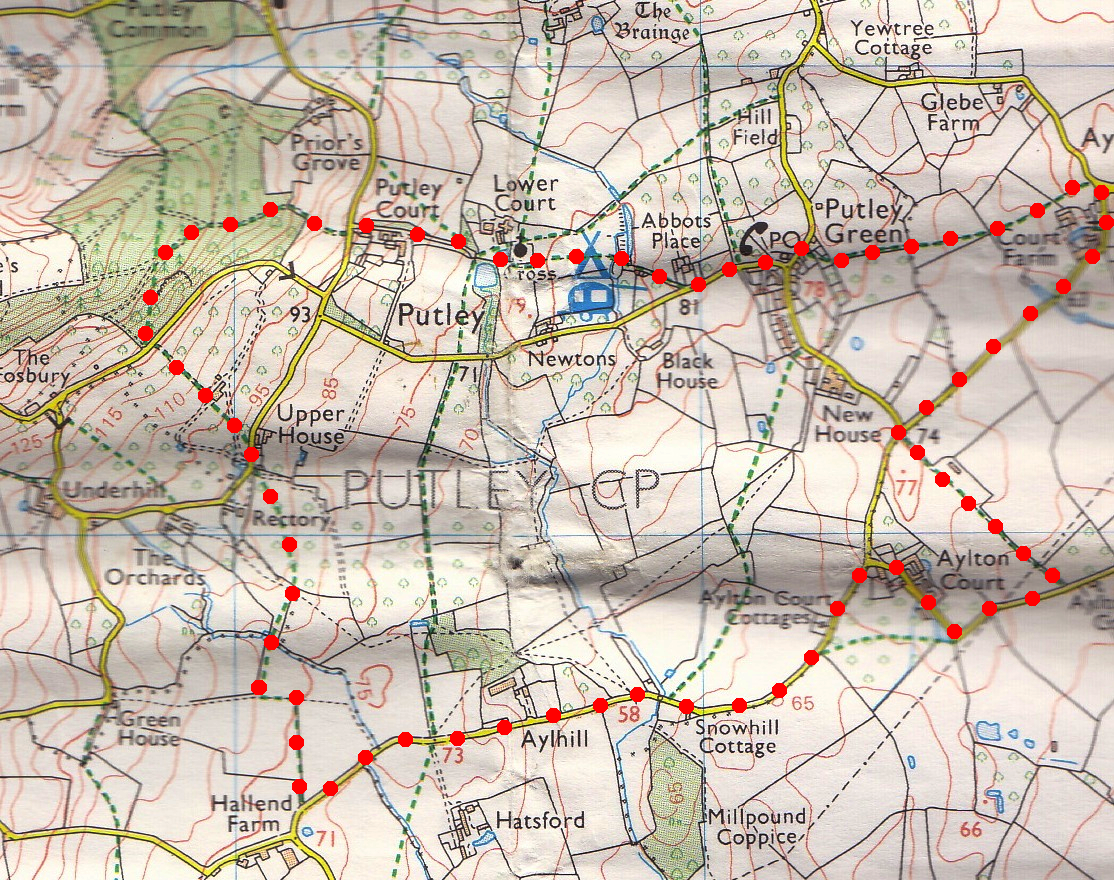 Putley
Common
The
Brainge
Yewtree
Cottage
Glebe
Farm
Hill
Field
Prior's
Grove
Putley
Court
Lower
Court
Abbots
Place
PO
Putley
Green
Court
Farm
78
93
Putley
79
81
Newtons
71
Black
House
The
New
House
74
77
125
115
110
95
85
75
70
Upper
House
PUTLEY CP
Underhill
Rectory
The
Orchards
Aylton
Court
Aylton Court
Cottages
75
65
58
Green
House
73
Aylhill
Snowhill
Cottage
59
Hallend
Farm
71
Hatsford
Millpound
Coppice
66